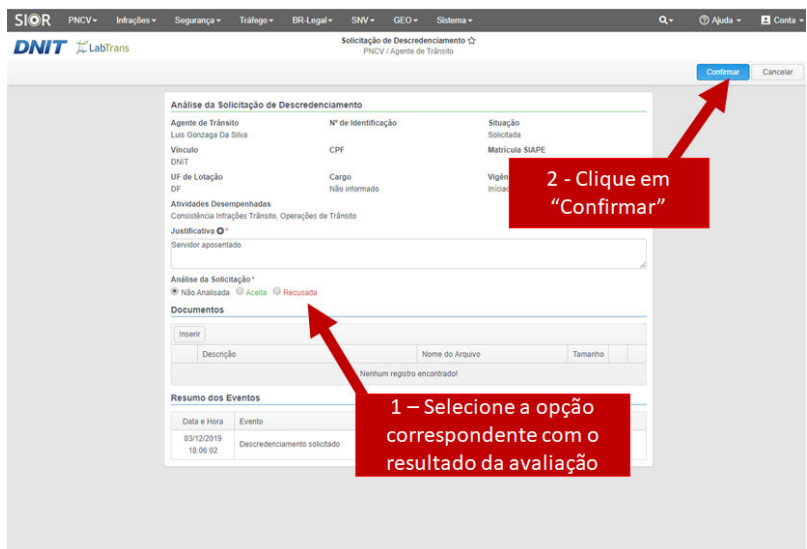 SIOR PNCV Infrações Segurança Tráfego BR-Legal SNV GEO Sistema Ajuda Conta
DNIT LabTrans
Solicitação de Descredenciamento
PNCV / Agente de Trânsito
Confirmar Cancelar
Análise da Solicitação de Descredenciamento
Agente de Trânsito Nº de Identificação Situação
Luis Gonzaga Da Silva Solicitada
Vínculo CPF Matrícula SIAPE
DNIT
UF de Lotação Cargo
DF Não informado
2 - Clique em
“Confirmar”
Atividades Desempenhadas
Consistência Infrações Trânsito, Operações de Trânsito
Justificativa *
Servidor aposentado.
Análise da Solicitação *
Não Analisada Aceita Recusada
Documentos
Inserir
Descrição Nome do Arquivo Tamanho
Nenhum registro encontrado!
Resumo dos Eventos
Data e Hora Evento
03/12/2019
18:06:02
Descredenciamento solicitado
1 – Selecione a opção
correspondente com o
resultado da avaliação